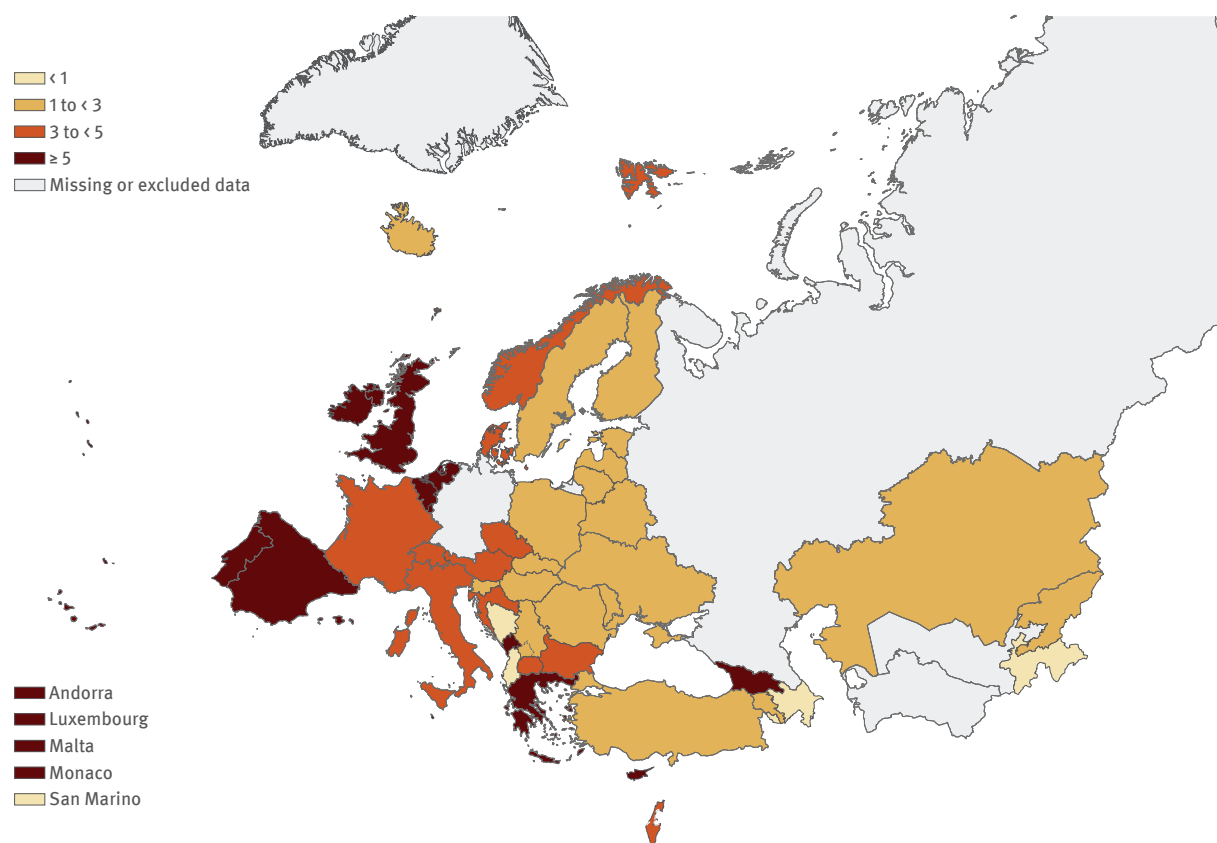 < 1
1 to < 3
3 to < 5
≥ 5
Missing or excluded data
Andorra
Luxembourg
Malta
Monaco
San Marino